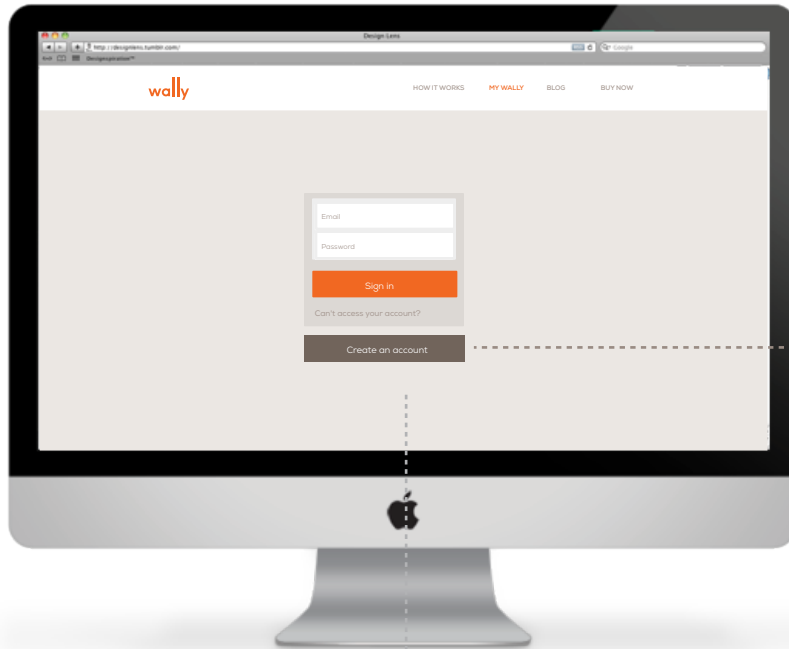 Design Lens
http://designlens.tumblr.com/
Google
Designspiration™
wally
HOW IT WORKS MY WALLY BLOG BUY NOW
Email
Password
Sign in
Can't access your account?
Create an account